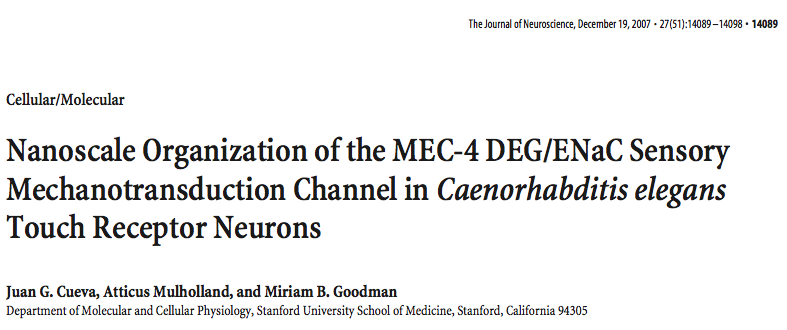 The Journal of Neuroscience, December 19, 2007 • 27(51):14089–14098 • 14089
Cellular/Molecular
Nanoscale Organization of the MEC-4 DEG/ENaC Sensory
Mechanotransduction Channel in Caenorhabditis elegans
Touch Receptor Neurons
Juan G. Cueva, Atticus Mulholland, and Miriam B. Goodman
Department of Molecular and Cellular Physiology, Stanford University School of Medicine, Stanford, California 94305